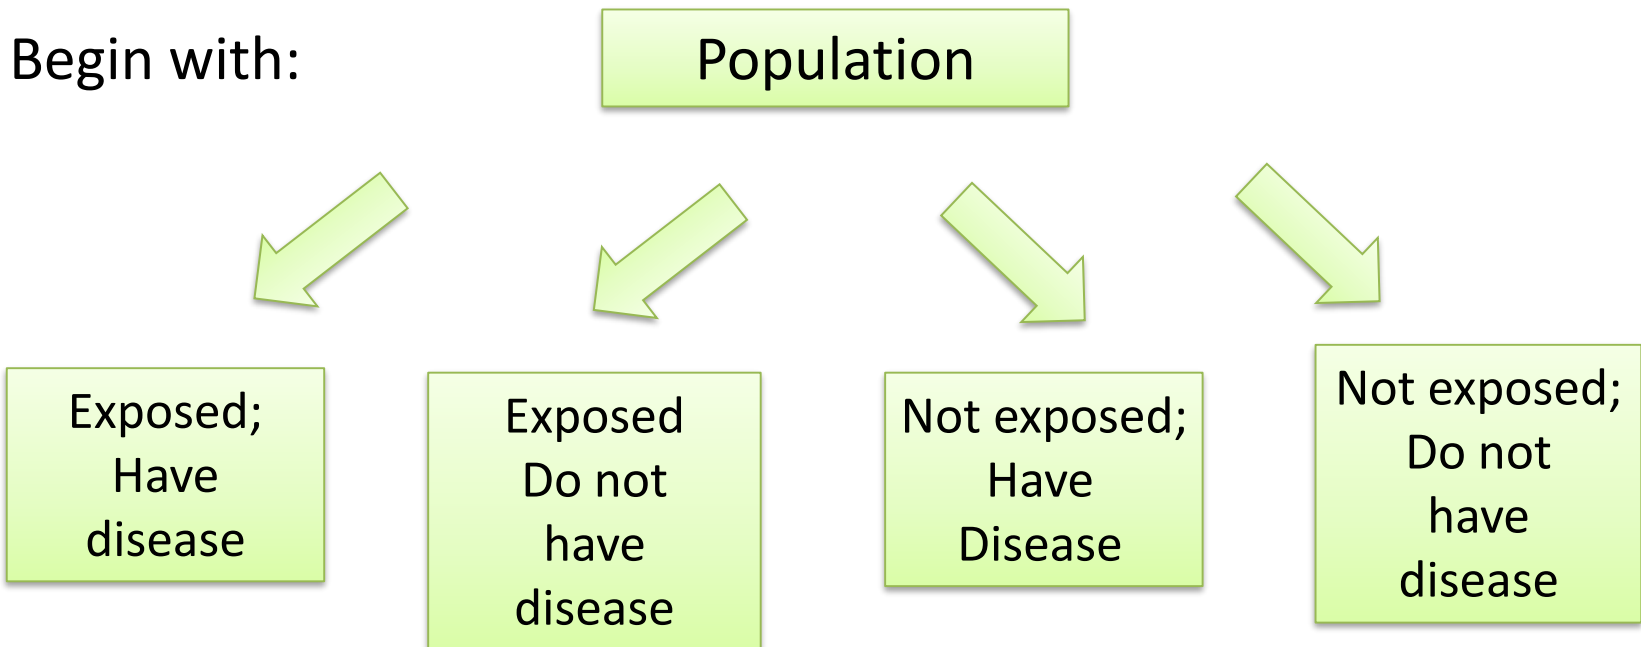 Begin with:
Population
Exposed;
Have
disease
Exposed
Do not
have
disease
Not exposed;
Have
Disease
Not exposed;
Do not
have
disease